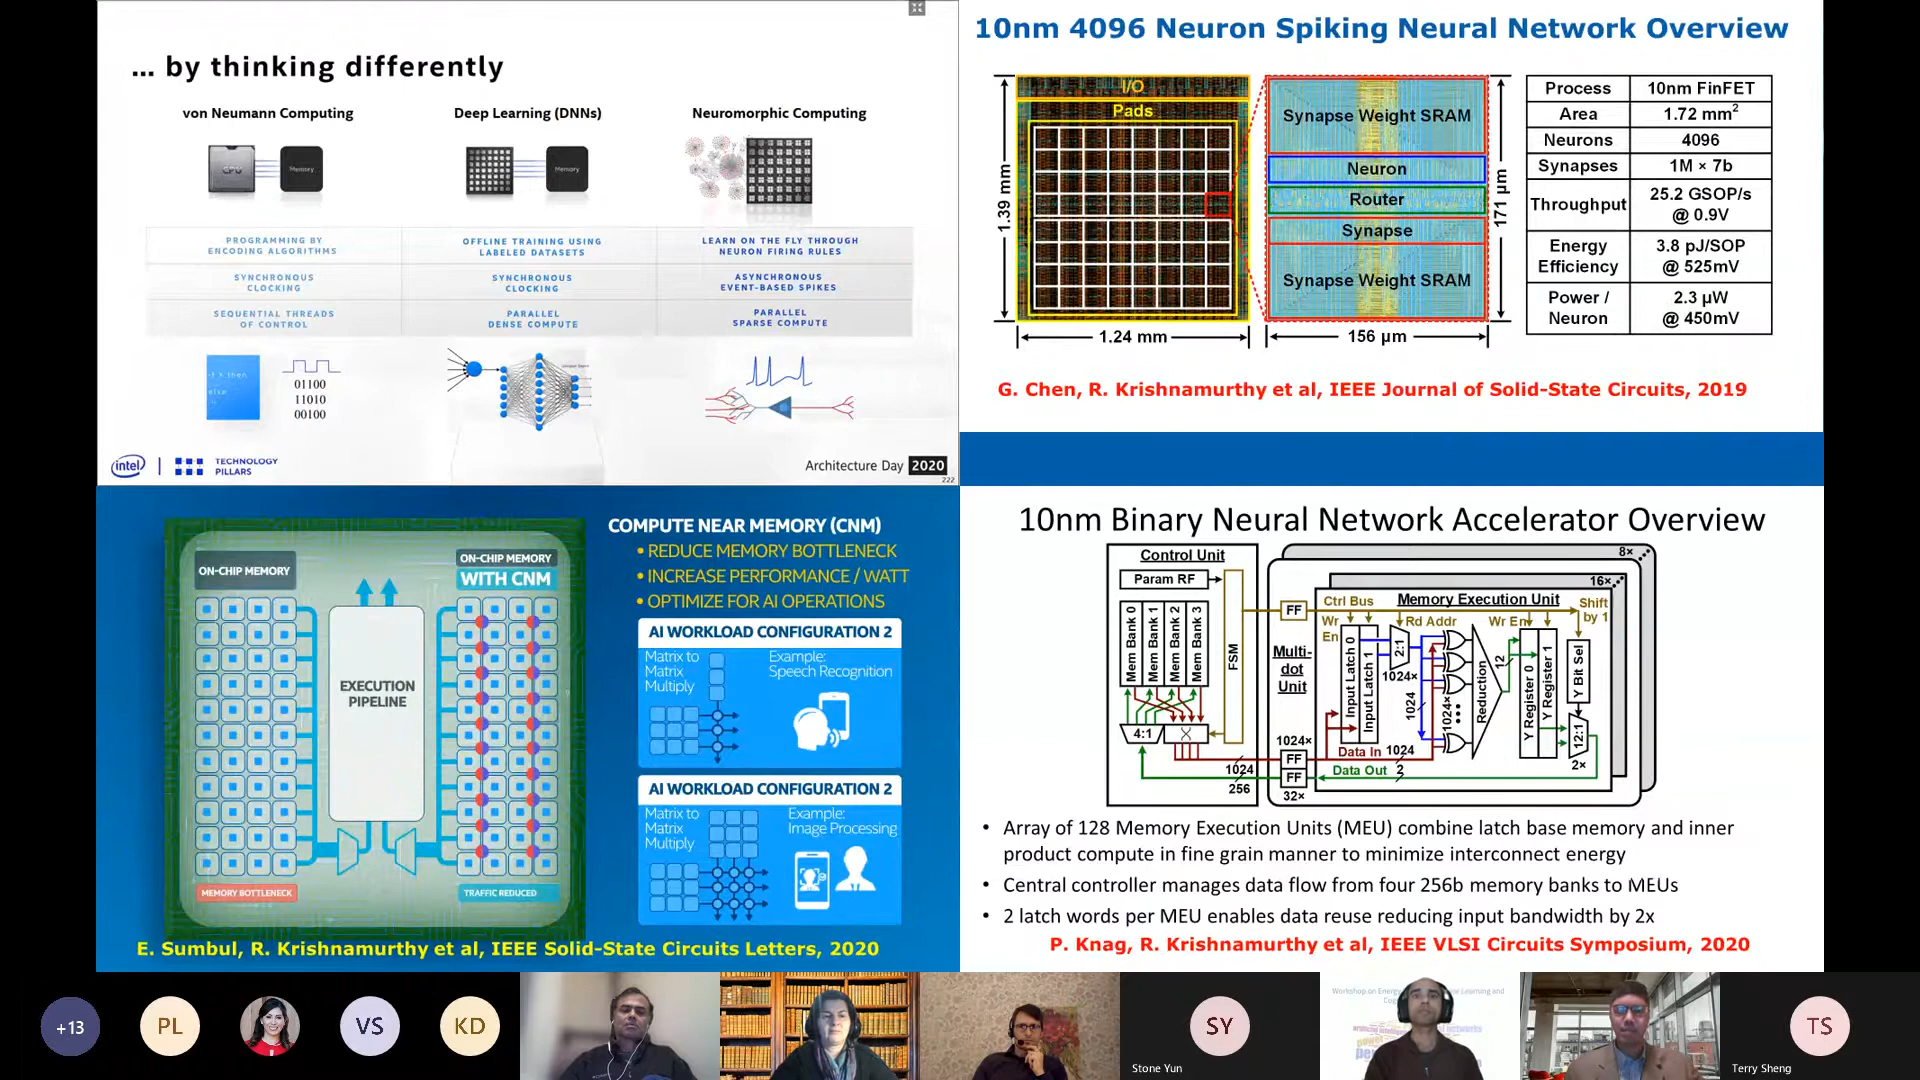 ... by thinking differently
von Neumann Computing
Deep Learning (DNNs)
Neuromorphic Computing
CPU
Memory
Memory
PROGRAMMING BY
ENCODING ALGORITHMS
OFFLINE TRAINING USING
LABELED DATASETS
LEARN ON THE FLY THROUGH
NEURON FIRING RULES
SYNCHRONOUS
CLOCKING
SYNCHRONOUS
CLOCKING
ASYNCHRONOUS
EVENT-BASED SPIKES
SEQUENTIAL THREADS
OF CONTROL
PARALLEL
DENSE COMPUTE
PARALLEL
SPARSE COMPUTE
01100
11010
00100
intel
TECHNOLOGY
PILLARS
Architecture Day 2020
222
10nm 4096 Neuron Spiking Neural Network Overview
I/O
Pads
1.39 mm
1.24 mm
Synapse Weight SRAM
Neuron
Router
Synapse
Synapse Weight SRAM
171 µm
156 µm
Process 10nm FinFET
Area 1.72 mm²
Neurons 4096
Synapses 1M × 7b
Throughput 25.2 GSOP/s
@ 0.9V
Energy
Efficiency
3.8 pJ/SOP
@ 525mV
Power /
Neuron
2.3 µW
@ 450mV
G. Chen, R. Krishnamurthy et al, IEEE Journal of Solid-State Circuits, 2019
ON-CHIP MEMORY
ON-CHIP MEMORY
WITH CNM
EXECUTION
PIPELINE
MEMORY BOTTLENECK
TRAFFIC REDUCED
COMPUTE NEAR MEMORY (CNM)
• REDUCE MEMORY BOTTLENECK
• INCREASE PERFORMANCE / WATT
• OPTIMIZE FOR AI OPERATIONS
AI WORKLOAD CONFIGURATION 2
Matrix to
Matrix
Multiply
Example:
Speech Recognition
AI WORKLOAD CONFIGURATION 2
Matrix to
Matrix
Multiply
Example:
Image Processing
E. Sumbul, R. Krishnamurthy et al, IEEE Solid-State Circuits Letters, 2020
10nm Binary Neural Network Accelerator Overview
Control Unit
Param RF
Mem Bank 0
Mem Bank 1
Mem Bank 2
Mem Bank 3
FSM
4:1
1024
256
FF
Multi-
dot
Unit
1024×
FF
FF
32×
8×
16×
Ctrl Bus
Memory Execution Unit
Shift
by 1
Wr
En
Rd Addr
Wr En
Input Latch 0
Input Latch 1
2:1
1024×
1024
1024×
Reduction
12
Y Register 0
Y Register 1
Y Bit Sel
12:1
2×
Data In
1024
Data Out
2
• Array of 128 Memory Execution Units (MEU) combine latch base memory and inner
product compute in fine grain manner to minimize interconnect energy
• Central controller manages data flow from four 256b memory banks to MEUs
• 2 latch words per MEU enables data reuse reducing input bandwidth by 2x
P. Knag, R. Krishnamurthy et al, IEEE VLSI Circuits Symposium, 2020
+13
PL
VS
KD
SY
Stone Yun
Workshop on Energy
TS
Terry Sheng